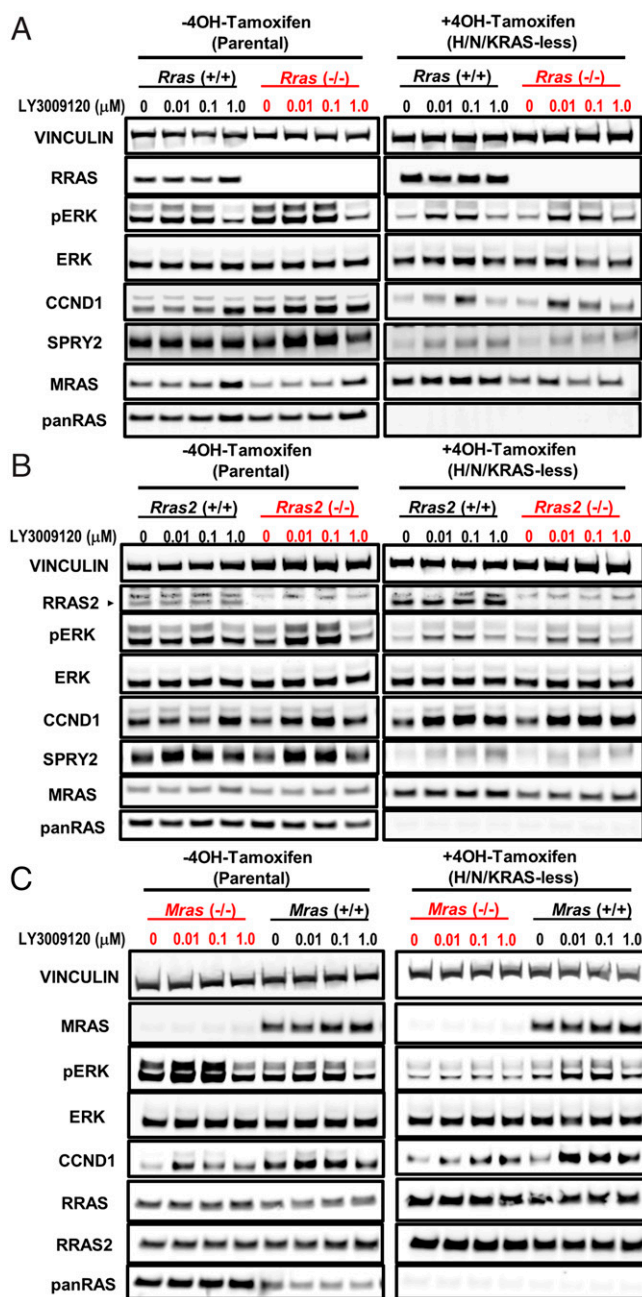 A
-4OH-Tamoxifen (Parental) +4OH-Tamoxifen (H/N/KRAS-less)
Rras (+/+) Rras (-/-) Rras (+/+) Rras (-/-)
LY3009120 (µM) 0 0.01 0.1 1.0 0 0.01 0.1 1.0 0 0.01 0.1 1.0 0 0.01 0.1 1.0
VINCULIN
RRAS
pERK
ERK
CCND1
SPRY2
MRAS
panRAS
B
-4OH-Tamoxifen (Parental) +4OH-Tamoxifen (H/N/KRAS-less)
Rras2 (+/+) Rras2 (-/-) Rras2 (+/+) Rras2 (-/-)
LY3009120 (µM) 0 0.01 0.1 1.0 0 0.01 0.1 1.0 0 0.01 0.1 1.0 0 0.01 0.1 1.0
VINCULIN
RRAS2
pERK
ERK
CCND1
SPRY2
MRAS
panRAS
C
-4OH-Tamoxifen (Parental) +4OH-Tamoxifen (H/N/KRAS-less)
Mras (-/-) Mras (+/+) Mras (-/-) Mras (+/+)
LY3009120 (µM) 0 0.01 0.1 1.0 0 0.01 0.1 1.0 0 0.01 0.1 1.0 0 0.01 0.1 1.0
VINCULIN
MRAS
pERK
ERK
CCND1
RRAS
RRAS2
panRAS